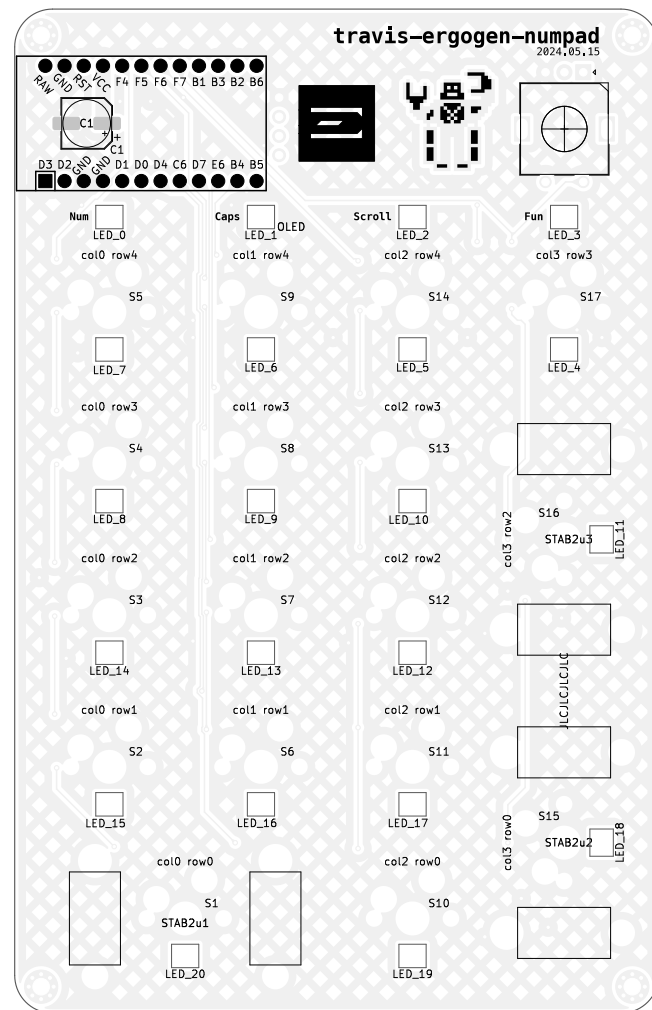 travis-ergogen-numpad
2024.05.15
RAW GND RST VCC F4 F5 F6 F7 B1 B3 B2 B6
C1
+
+
C1
D3 D2 GND GND D1 D0 D4 C6 D7 E6 B4 B5
Num Caps Scroll Fun
LED_0 LED_1 OLED LED_2 LED_3
col0 row4 col1 row4 col2 row4 col3 row3
S5 S9 S14 S17
LED_7 LED_6 LED_5 LED_4
col0 row3 col1 row3 col2 row3
S4 S8 S13
LED_8 LED_9 LED_10
col3 row2 S16
STAB2u3 LED_11
col0 row2 col1 row2 col2 row2
S3 S7 S12
LED_14 LED_13 LED_12
JLCJLCJLCJLC
col0 row1 col1 row1 col2 row1
S2 S6 S11
LED_15 LED_16 LED_17
col3 row0 S15
STAB2u2 LED_18
col0 row0 col2 row0
S1 S10
STAB2u1
LED_20 LED_19